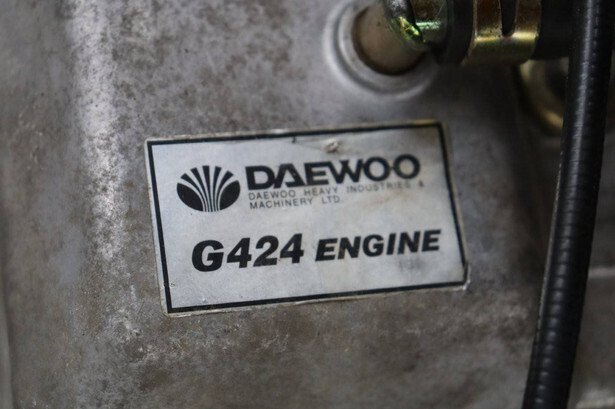 DAEWOO
DAEWOO HEAVY INDUSTRIES &
MACHINERY LTD.
G424 ENGINE